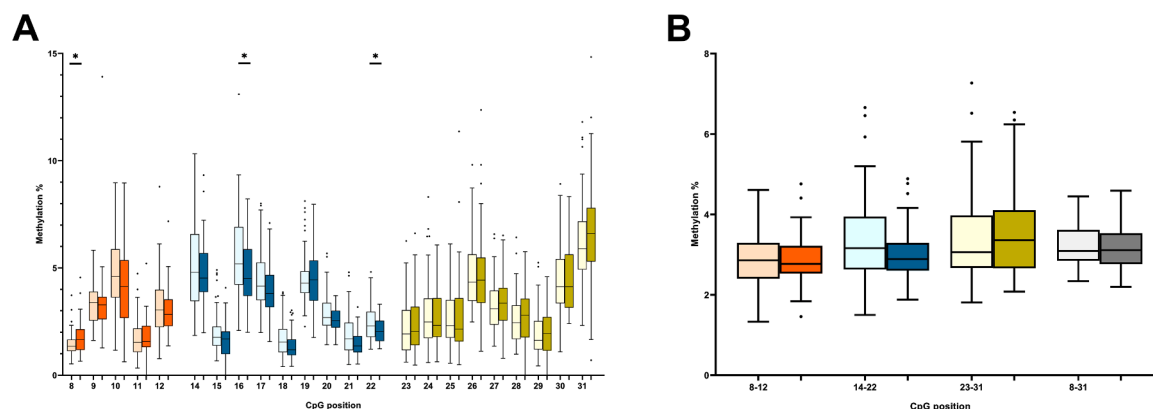 A
B
15
10
5
0
Methylation %
* * *
8 9 10 11 12 14 15 16 17 18 19 20 21 22 23 24 25 26 27 28 29 30 31
CpG position
8
6
4
2
0
Methylation %
8-12 14-22 23-31 8-31
CpG position